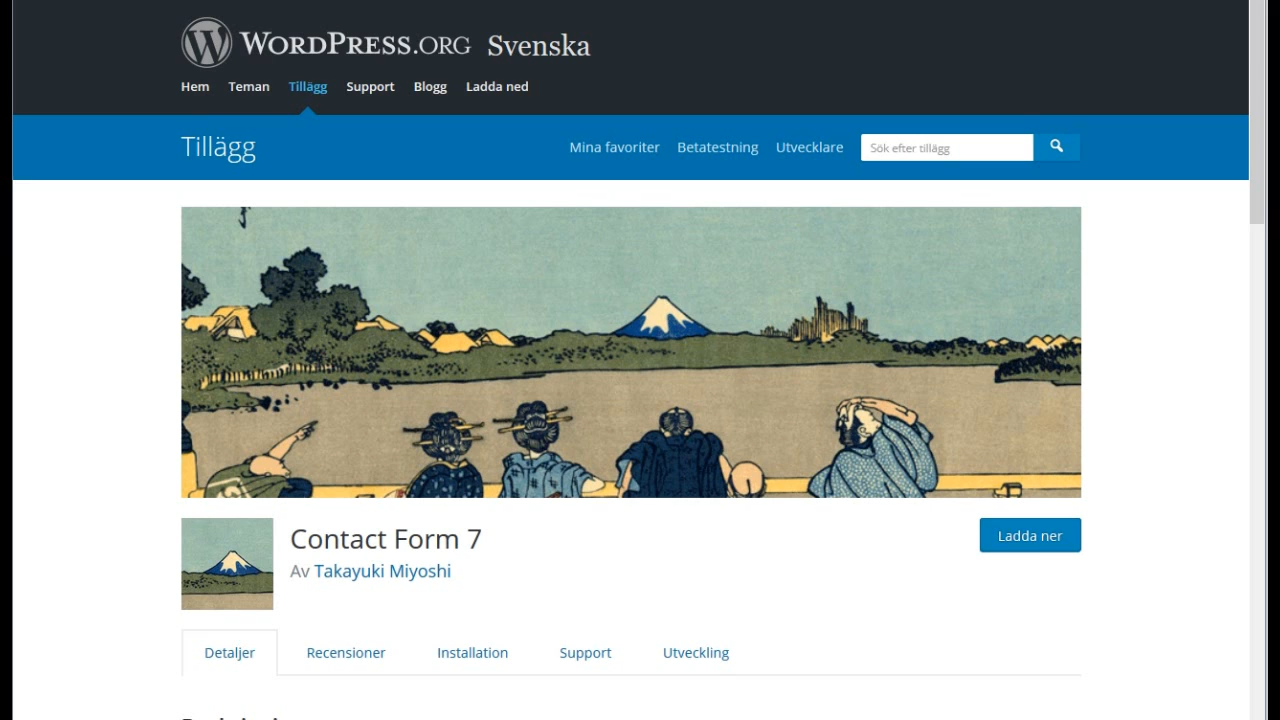 WORDPRESS.ORG Svenska
Hem Teman Tillägg Support Blogg Ladda ned
Tillägg Mina favoriter Betatestning Utvecklare Sök efter tillägg
Contact Form 7
Ladda ner
Av Takayuki Miyoshi
Detaljer Recensioner Installation Support Utveckling